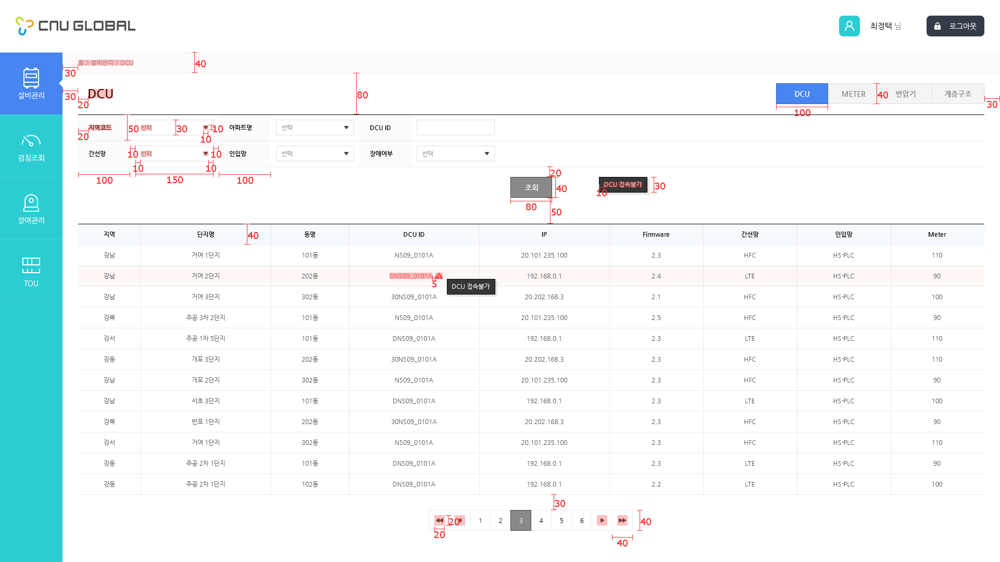 CNU GLOBAL
최정택 님
로그아웃
홈 > 설비관리 > DCU
40
30
설비관리
DCU
30
20
80
DCU
METER
40
변압기
계층구조
100
30
지역코드
20
50
선택
30
10
10
아파트명
선택
DCU ID
간선망
10
선택
10
10
10
인입망
선택
장애여부
선택
100
150
100
검침조회
장애관리
TOU
20
조회
40
80
50
DCU 접속불가
10
30
지역 단지명 동명 DCU ID IP Firmware 간선망 인입망 Meter
40
강남 거여 1단지 101동 NS09_0101A 20.101.235.100 2.3 HFC HS-PLC 110
강남 거여 2단지 202동 DNS09_0101A 192.168.0.1 2.4 LTE HS-PLC 90
5
DCU 접속불가
강남 거여 3단지 302동 30NS09_0101A 20.202.168.3 2.1 HFC HS-PLC 100
강북 주공 3차 2단지 101동 NS09_0101A 20.101.235.100 2.5 HFC HS-PLC 90
강서 주공 1차 5단지 101동 DNS09_0101A 192.168.0.1 2.3 LTE HS-PLC 110
강동 개포 3단지 202동 30NS09_0101A 20.202.168.3 2.3 HFC HS-PLC 110
강남 개포 2단지 302동 NS09_0101A 20.101.235.100 2.3 HFC HS-PLC 90
강남 서초 3단지 101동 DNS09_0101A 192.168.0.1 2.3 LTE HS-PLC 100
강북 반포 1단지 202동 30NS09_0101A 20.202.168.3 2.3 HFC HS-PLC 90
강서 거여 1단지 302동 NS09_0101A 20.101.235.100 2.3 HFC HS-PLC 110
강동 주공 2차 1단지 101동 DNS09_0101A 192.168.0.1 2.3 LTE HS-PLC 90
강동 주공 2차 1단지 102동 DNS09_0101A 192.168.0.1 2.2 LTE HS-PLC 100
30
20
1 2 3 4 5 6
40
20
40